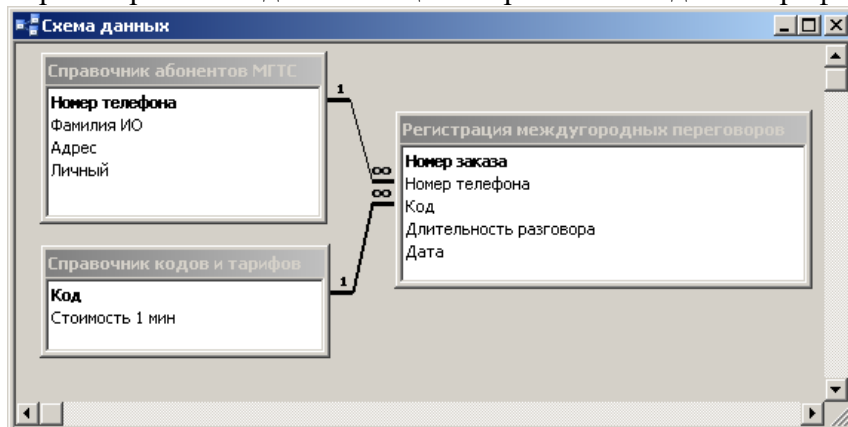 Схема данных
Справочник абонентов МГТС
Номер телефона
Фамилия ИО
Адрес
Личный
1
∞
∞
1
Регистрация междугородных переговоров
Номер заказа
Номер телефона
Код
Длительность разговора
Дата
Справочник кодов и тарифов
Код
Стоимость 1 мин